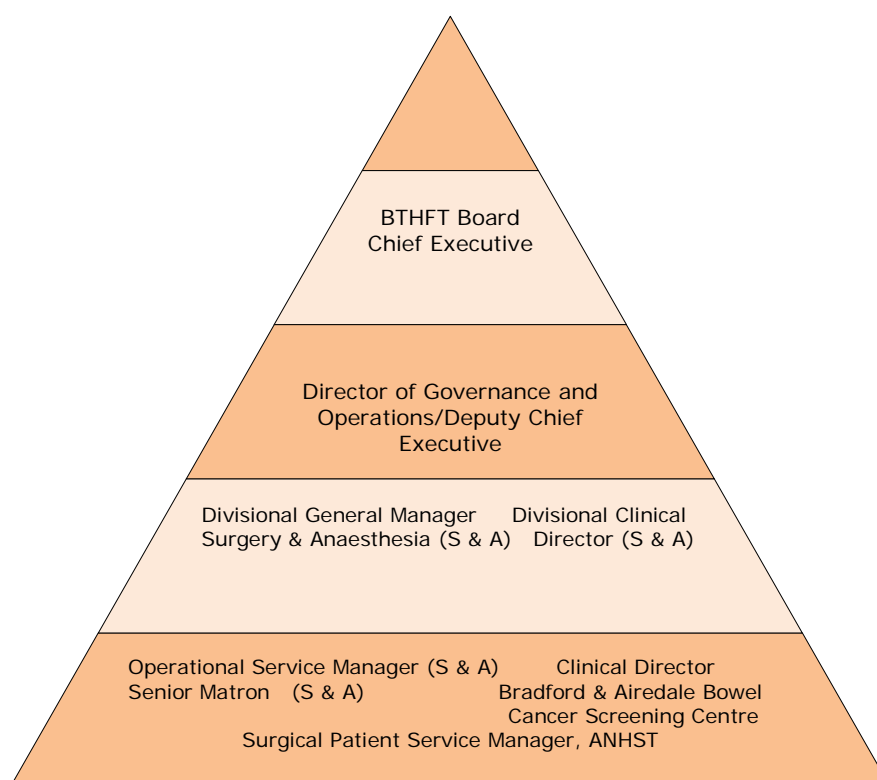 BTHFT Board
Chief Executive
Director of Governance and
Operations/Deputy Chief
Executive
Divisional General Manager Divisional Clinical
Surgery & Anaesthesia (S & A) Director (S & A)
Operational Service Manager (S & A) Clinical Director
Senior Matron (S & A) Bradford & Airedale Bowel
Cancer Screening Centre
Surgical Patient Service Manager, ANHST